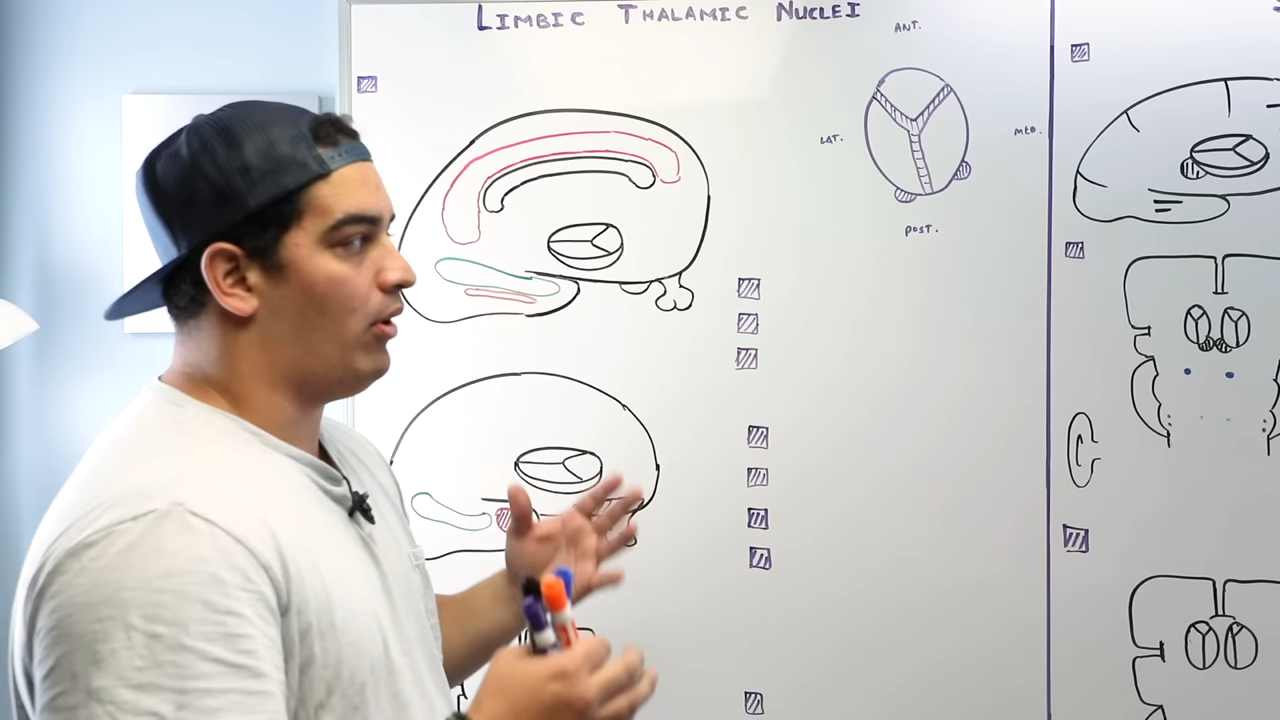 LIMBIC THALAMIC NUCLEI
ANT.
LAT.
MED.
POST.